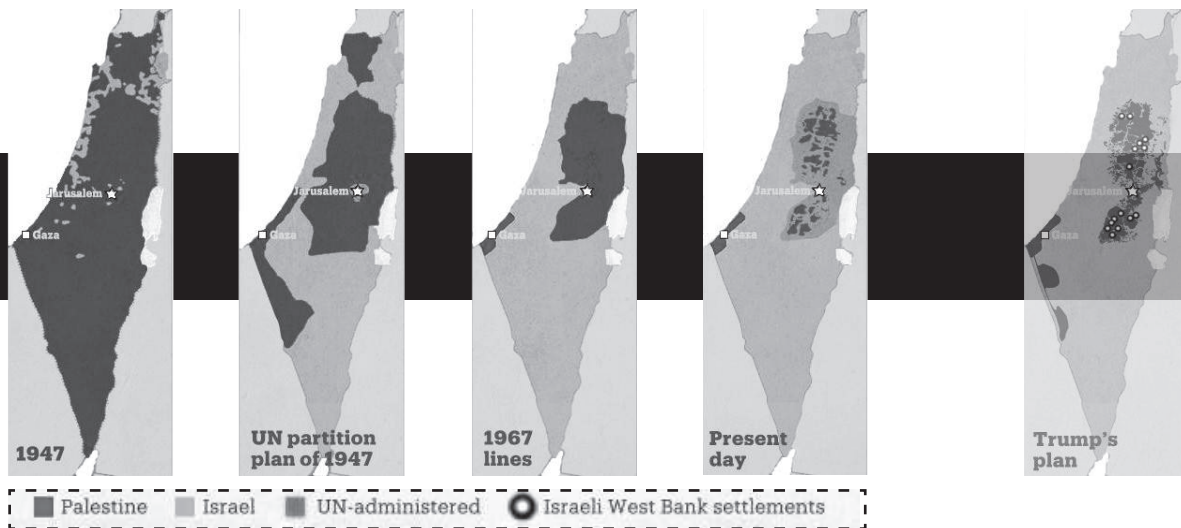 Jarusalem
Gaza
1947
Jarusalem
Gaza
UN partition
plan of 1947
Jarusalem
Gaza
1967
lines
Jarusalem
Gaza
Present
day
Jarusalem
Gaza
Trump's
plan
Palestine Israel UN-administered Israeli West Bank settlements